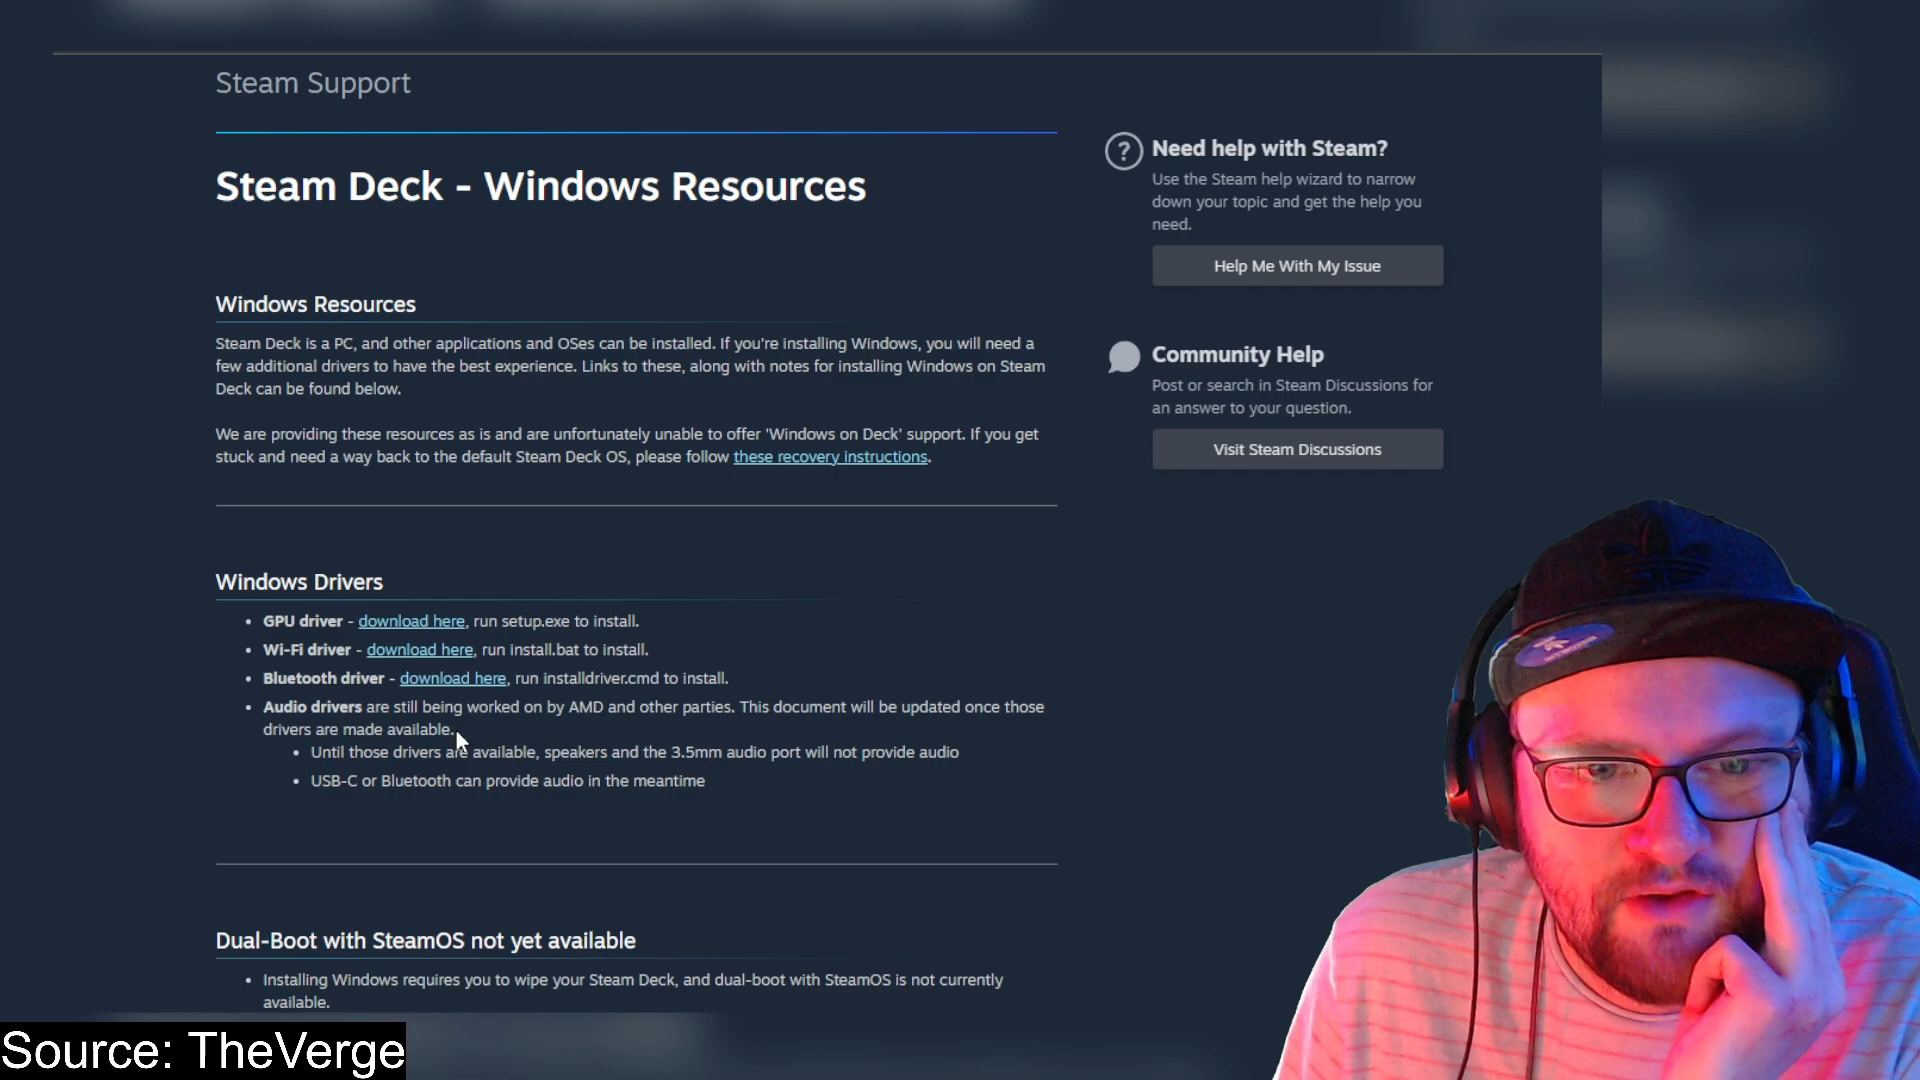 Steam Support
Steam Deck - Windows Resources
Windows Resources
Steam Deck is a PC, and other applications and OSes can be installed. If you're installing Windows, you will need a
few additional drivers to have the best experience. Links to these, along with notes for installing Windows on Steam
Deck can be found below.
We are providing these resources as is and are unfortunately unable to offer 'Windows on Deck' support. If you get
stuck and need a way back to the default Steam Deck OS, please follow these recovery instructions.
Windows Drivers
• GPU driver - download here, run setup.exe to install.
• Wi-Fi driver - download here, run install.bat to install.
• Bluetooth driver - download here, run installdriver.cmd to install.
• Audio drivers are still being worked on by AMD and other parties. This document will be updated once those
drivers are made available.
• Until those drivers are available, speakers and the 3.5mm audio port will not provide audio
• USB-C or Bluetooth can provide audio in the meantime
Dual-Boot with SteamOS not yet available
• Installing Windows requires you to wipe your Steam Deck, and dual-boot with SteamOS is not currently
available.
? Need help with Steam?
Use the Steam help wizard to narrow
down your topic and get the help you
need.
Help Me With My Issue
Community Help
Post or search in Steam Discussions for
an answer to your question.
Visit Steam Discussions
Source: TheVerge